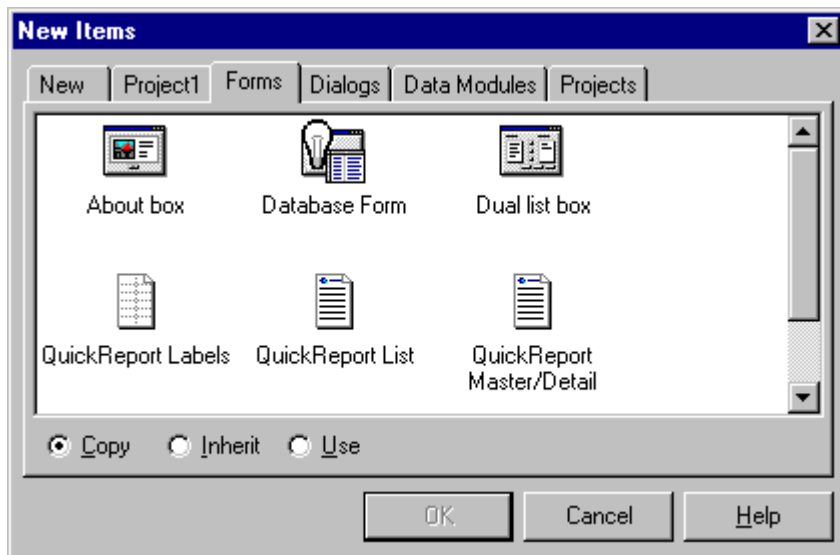 New Items
New Project1 Forms Dialogs Data Modules Projects
About box Database Form Dual list box
QuickReport Labels QuickReport List QuickReport
Master/Detail
Copy Inherit Use
OK Cancel Help